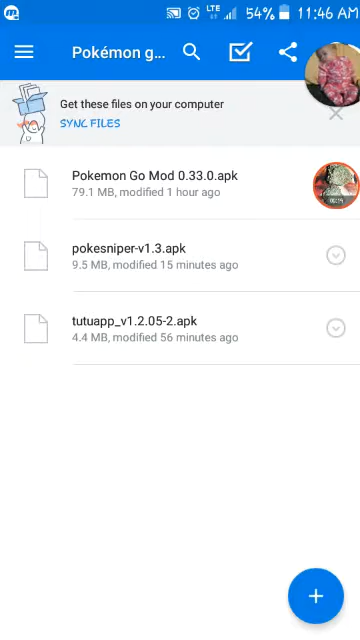 LTE 54% 11:46 AM
Pokémon g...
Get these files on your computer
SYNC FILES
Pokemon Go Mod 0.33.0.apk
79.1 MB, modified 1 hour ago
pokesniper-v1.3.apk
9.5 MB, modified 15 minutes ago
tutuapp_v1.2.05-2.apk
4.4 MB, modified 56 minutes ago